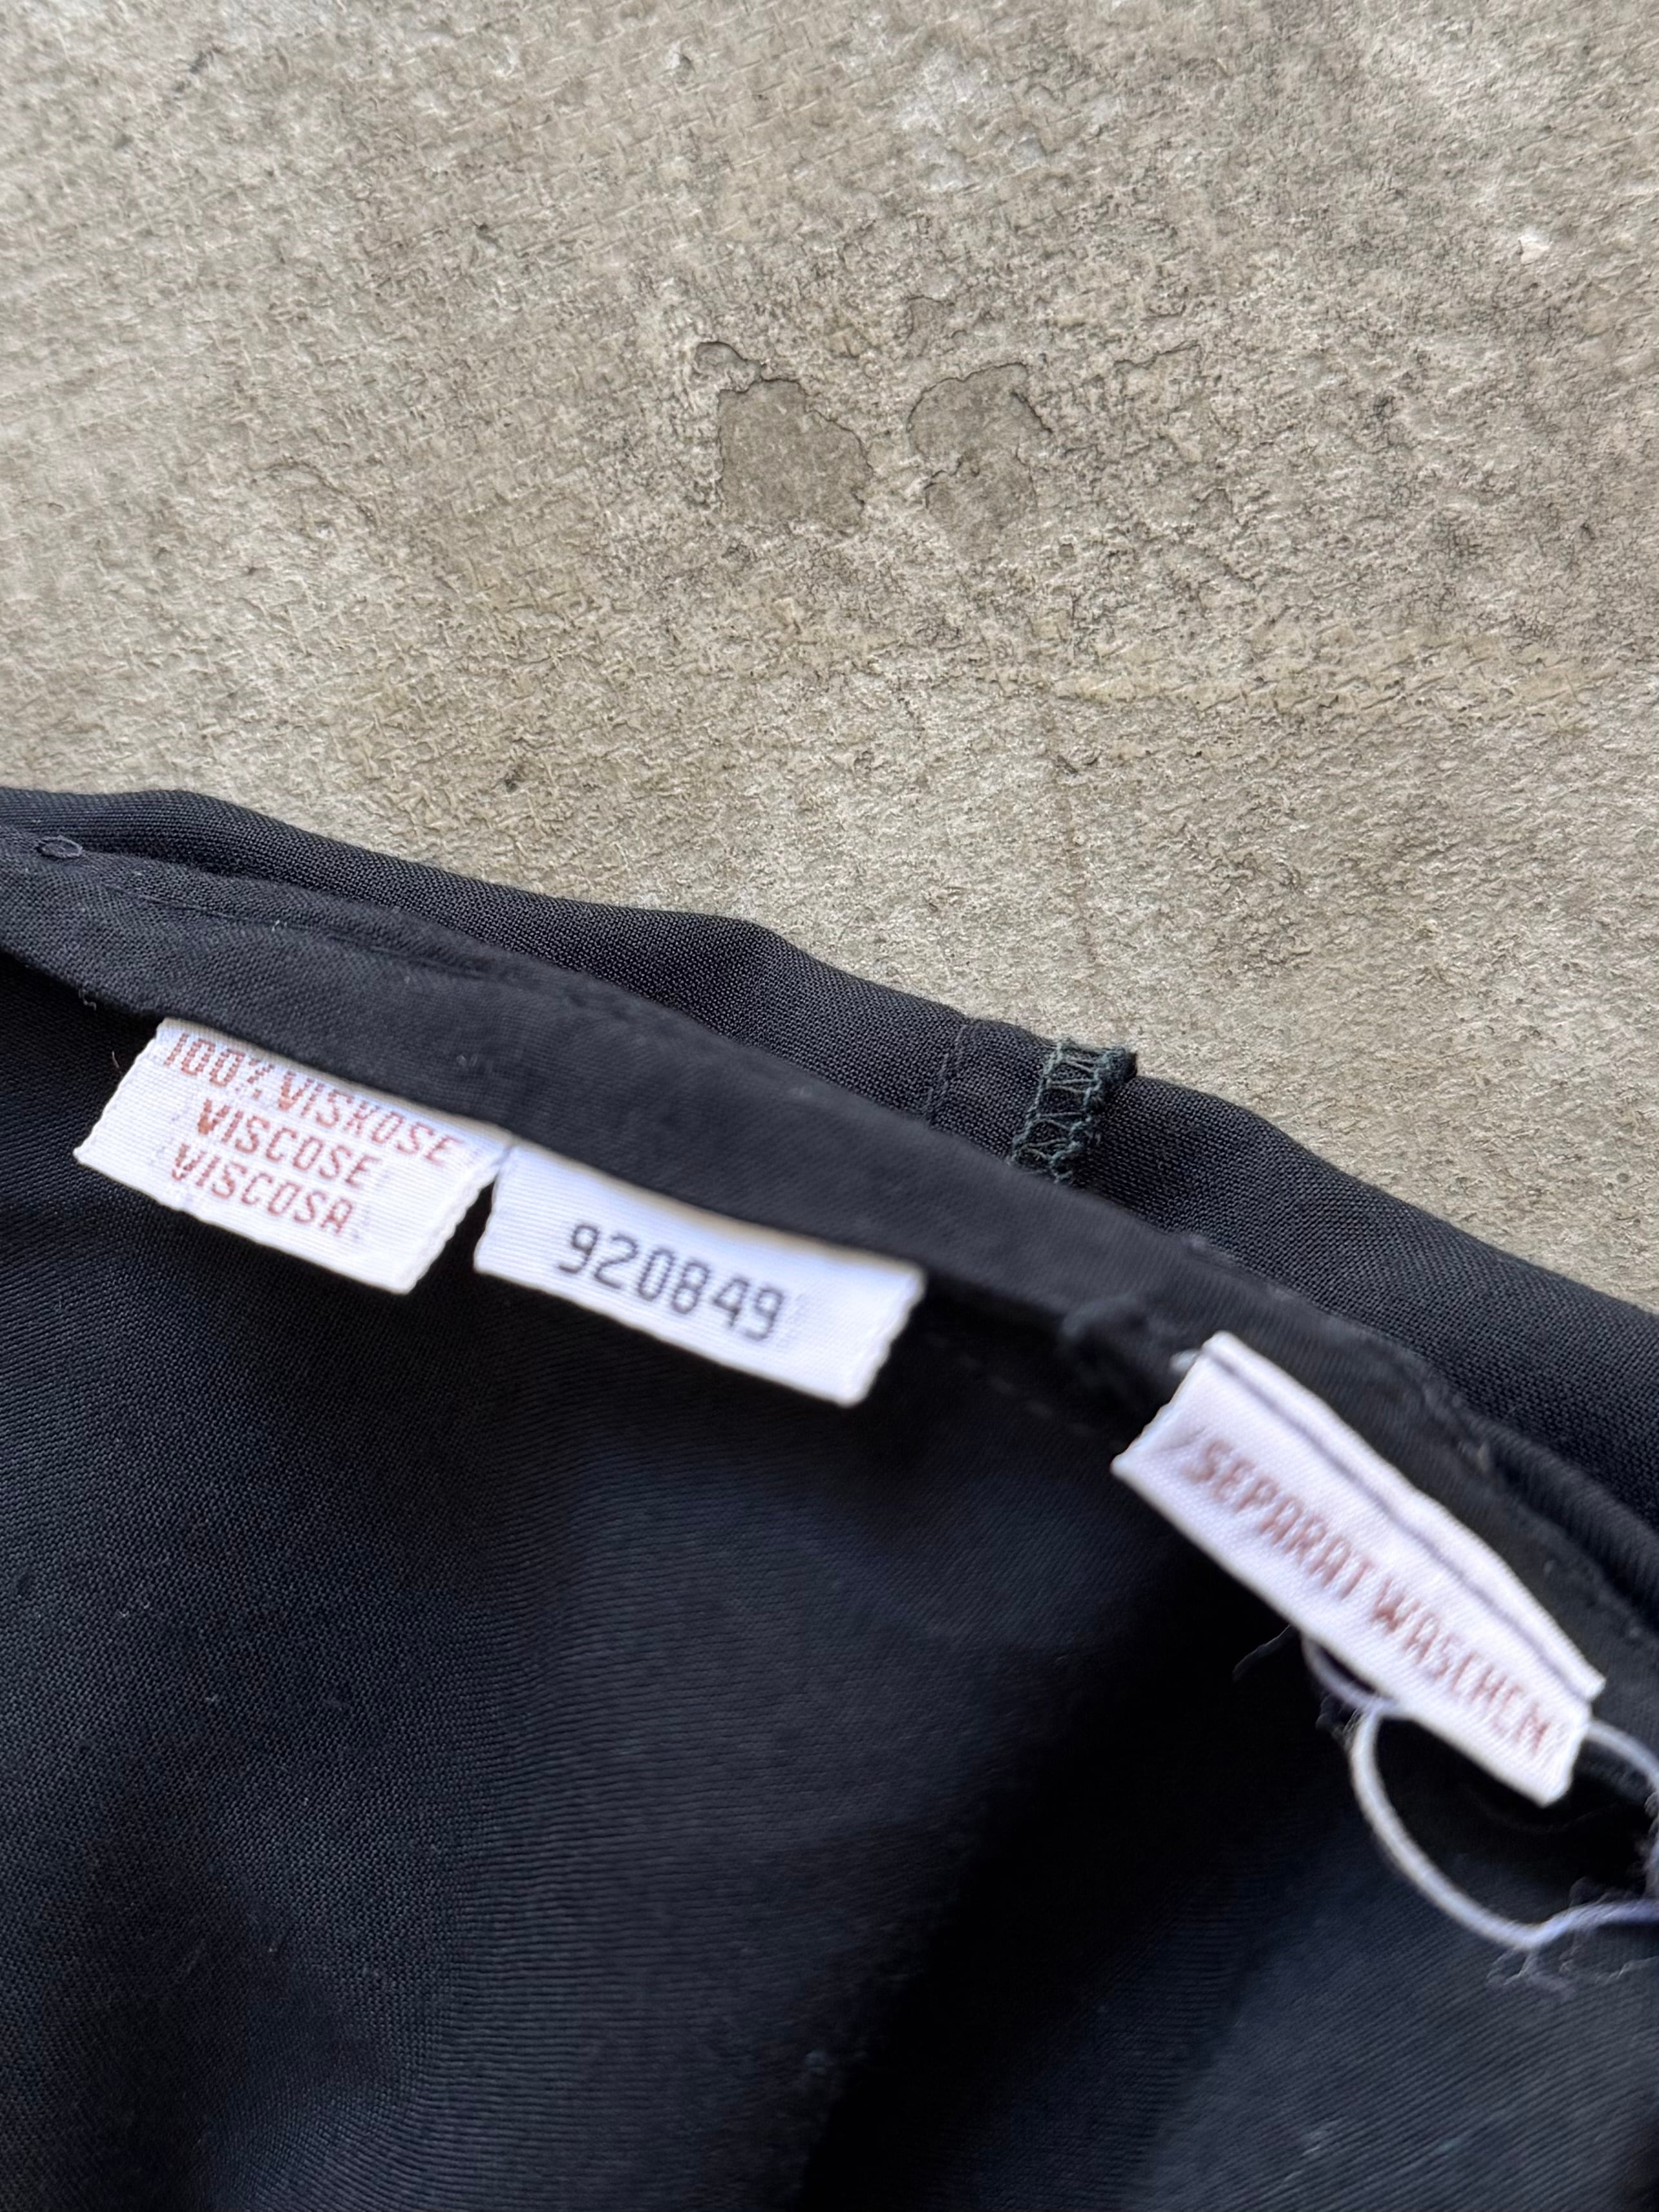 100% VISKOSE
VISCOSE
VISCOSA
920849
SEPARAT WASCHEN